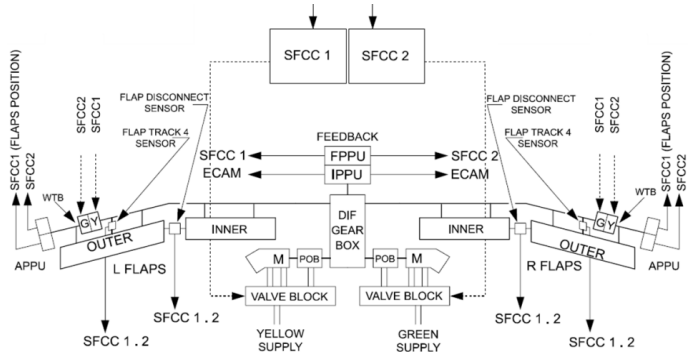 SFCC 1
SFCC 2
SFCC1 (FLAPS POSITION)
SFCC2
SFCC2
SFCC1
FLAP DISCONNECT
SENSOR
FLAP TRACK 4
SENSOR
FEEDBACK
SFCC 1
FPPU
SFCC 2
ECAM
IPPU
ECAM
FLAP DISCONNECT
SENSOR
FLAP TRACK 4
SENSOR
SFCC1
SFCC2
SFCC1 (FLAPS POSITION)
SFCC2
WTB
G Y
OUTER
INNER
APPU
L FLAPS
DIF
GEAR
BOX
M
POB
POB
M
VALVE BLOCK
VALVE BLOCK
YELLOW
SUPPLY
GREEN
SUPPLY
INNER
G Y
WTB
OUTER
R FLAPS
APPU
SFCC 1.2
SFCC 1.2
SFCC 1.2
SFCC 1.2